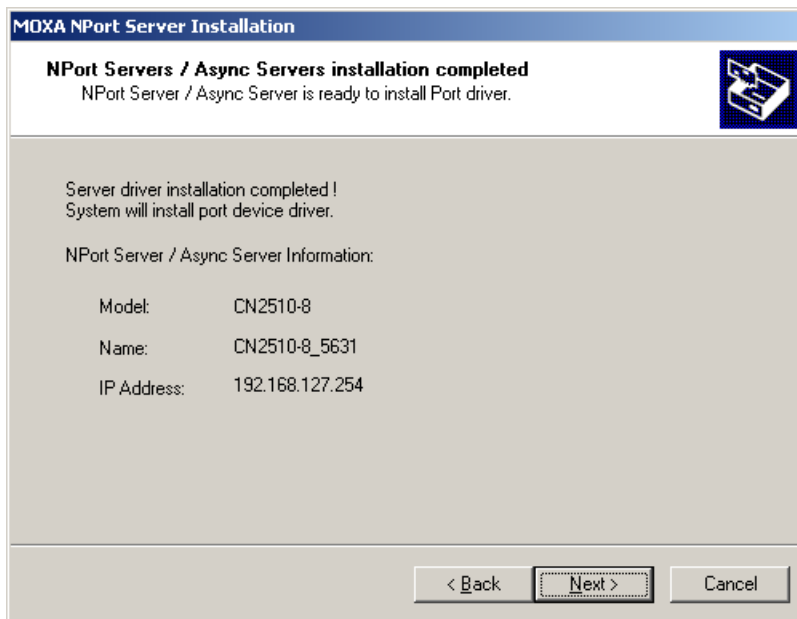 MOXA NPort Server Installation
NPort Servers / Async Servers installation completed
NPort Server / Async Server is ready to install Port driver.
Server driver installation completed !
System will install port device driver.
NPort Server / Async Server Information:
Model: CN2510-8
Name: CN2510-8_5631
IP Address: 192.168.127.254
< Back Next > Cancel